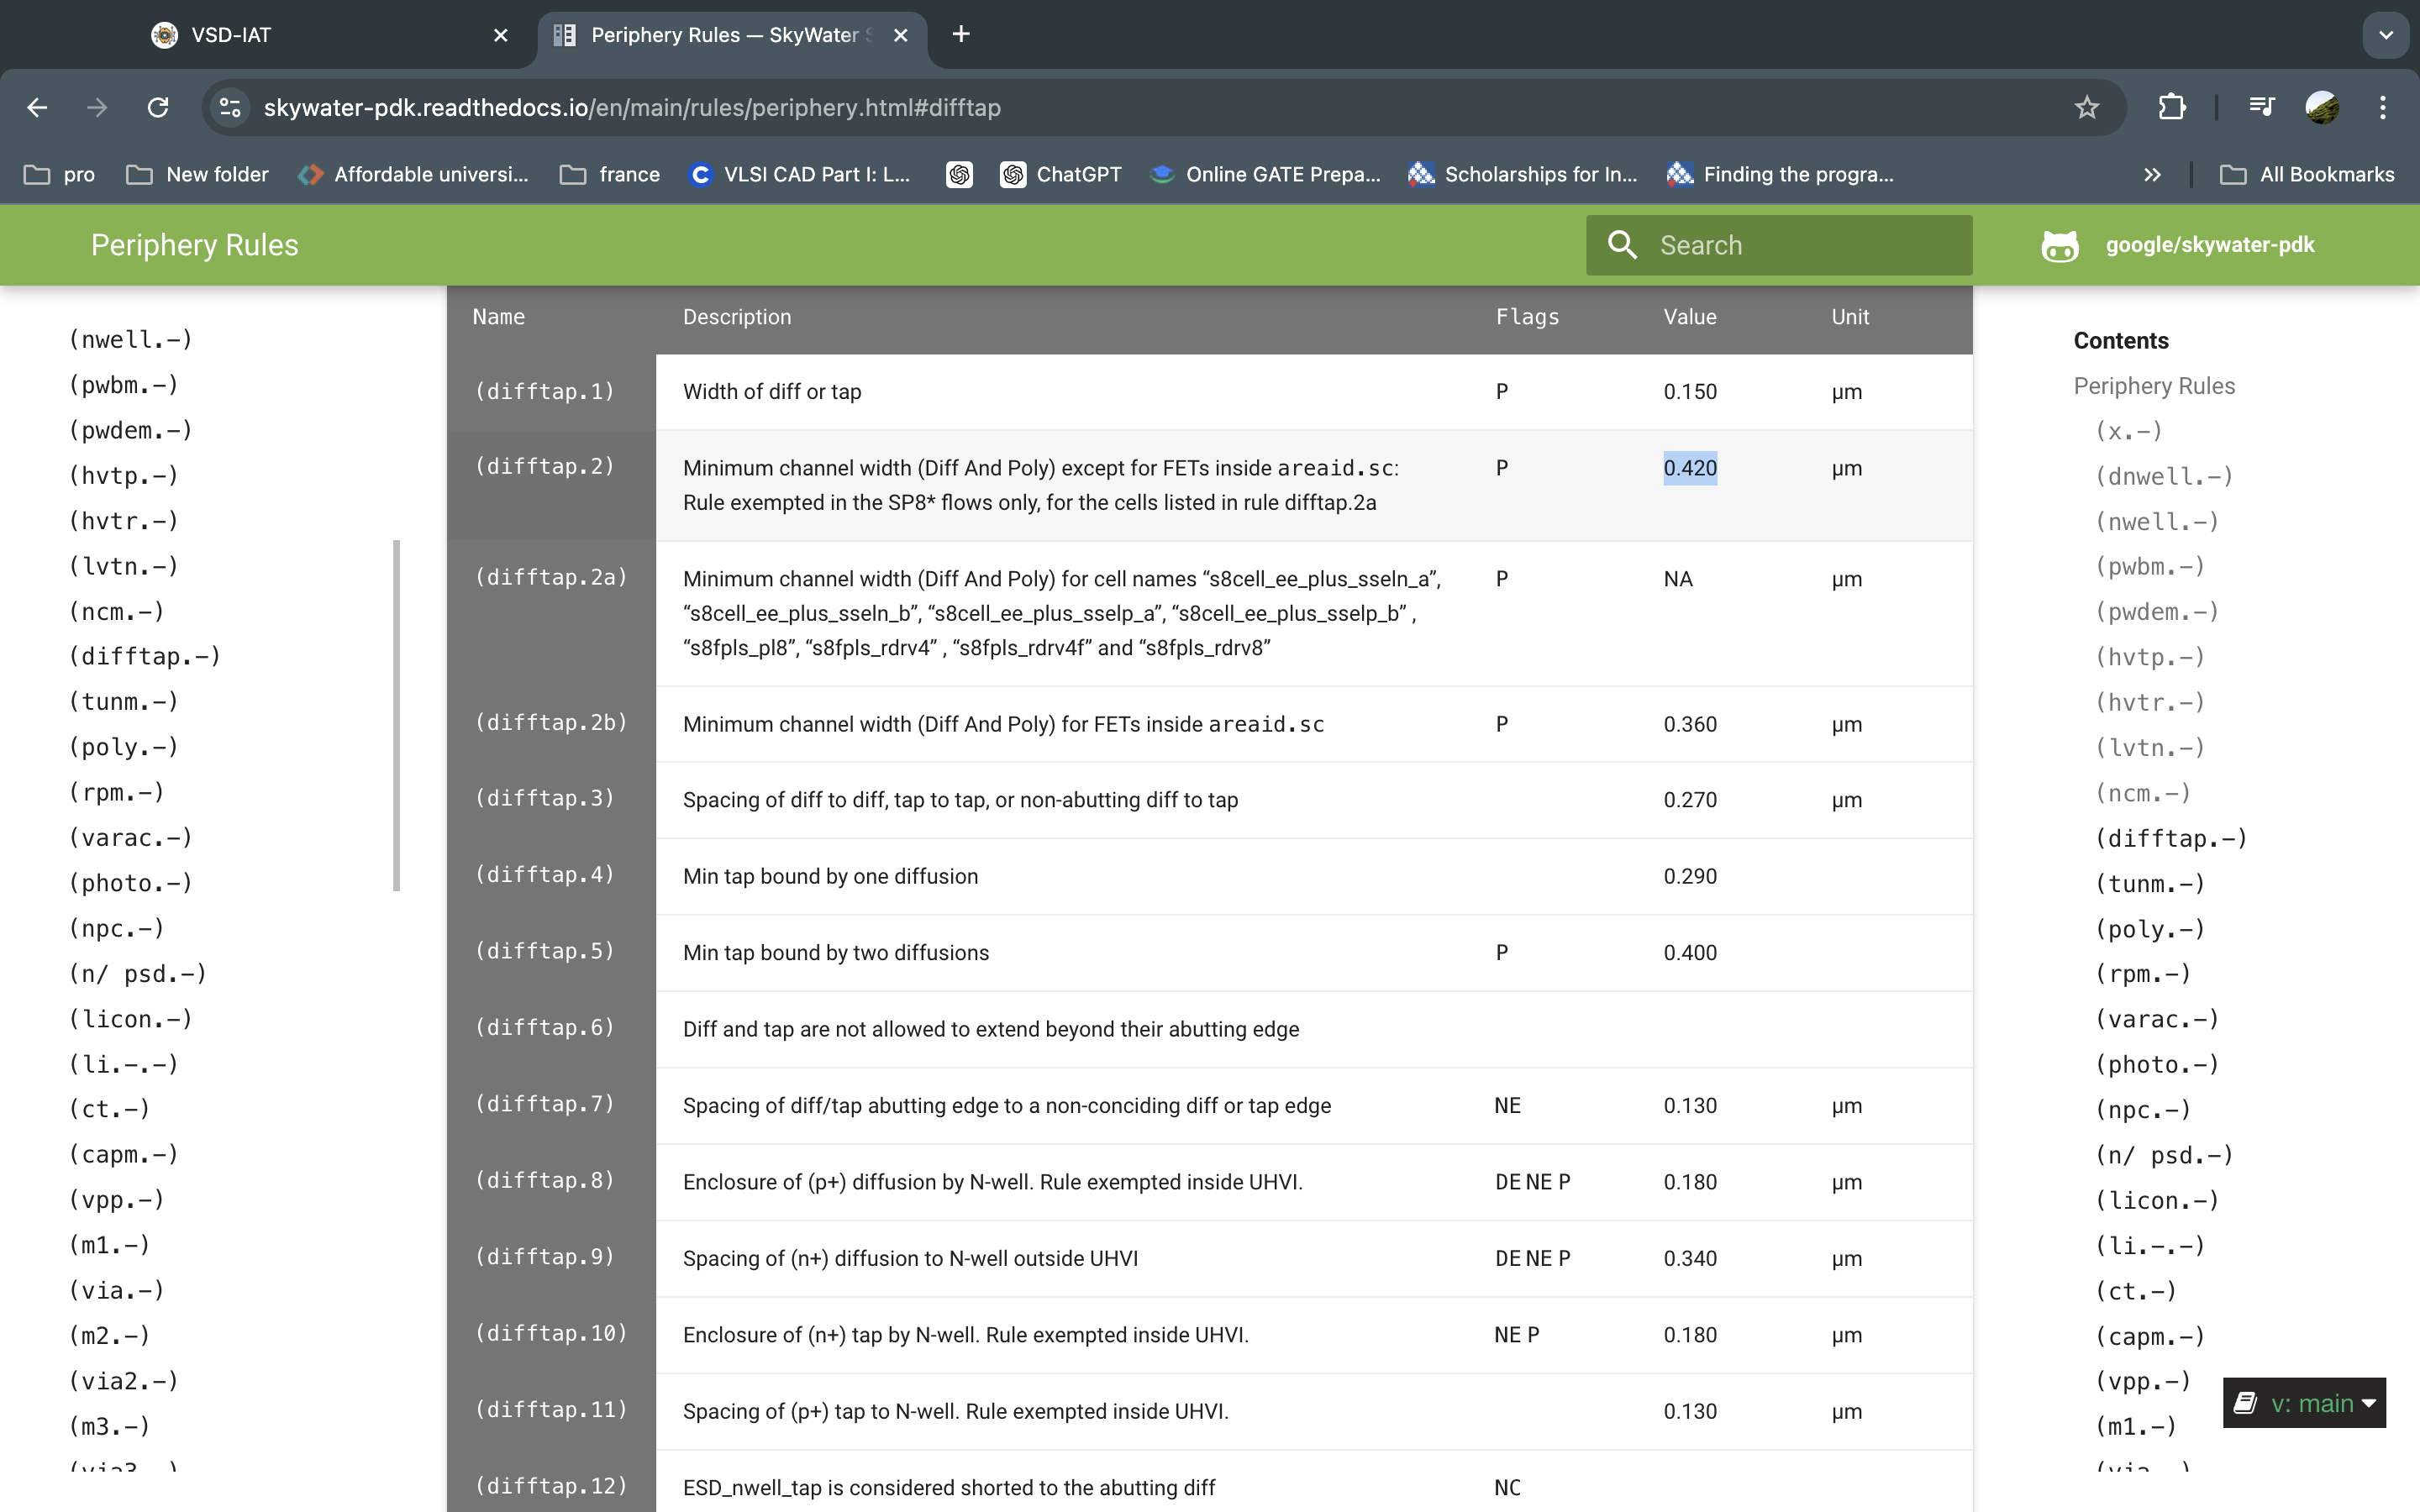 VSD-IAT
Periphery Rules — SkyWater
skywater-pdk.readthedocs.io/en/main/rules/periphery.html#difftap
pro
New folder
Affordable universi...
france
VLSI CAD Part I: L...
ChatGPT
Online GATE Prepa...
Scholarships for In...
Finding the progra...
»
All Bookmarks
Periphery Rules
Search
google/skywater-pdk
(nwell.-)
(pwbm.-)
(pwdem.-)
(hvtp.-)
(hvtr.-)
(lvtn.-)
(ncm.-)
(difftap.-)
(tunm.-)
(poly.-)
(rpm.-)
(varac.-)
(photo.-)
(npc.-)
(n/ psd.-)
(licon.-)
(li.-.-)
(ct.-)
(capm.-)
(vpp.-)
(m1.-)
(via.-)
(m2.-)
(via2.-)
(m3.-)
Name Description Flags Value Unit
(difftap.1) Width of diff or tap P 0.150 µm
(difftap.2) Minimum channel width (Diff And Poly) except for FETs inside areaid.sc: P 0.420 µm
Rule exempted in the SP8* flows only, for the cells listed in rule difftap.2a
(difftap.2a) Minimum channel width (Diff And Poly) for cell names “s8cell_ee_plus_sseln_a”, P NA µm
“s8cell_ee_plus_sseln_b”, “s8cell_ee_plus_sselp_a”, “s8cell_ee_plus_sselp_b” ,
“s8fpls_pl8”, “s8fpls_rdrv4” , “s8fpls_rdrv4f” and “s8fpls_rdrv8”
(difftap.2b) Minimum channel width (Diff And Poly) for FETs inside areaid.sc P 0.360 µm
(difftap.3) Spacing of diff to diff, tap to tap, or non-abutting diff to tap 0.270 µm
(difftap.4) Min tap bound by one diffusion 0.290
(difftap.5) Min tap bound by two diffusions P 0.400
(difftap.6) Diff and tap are not allowed to extend beyond their abutting edge
(difftap.7) Spacing of diff/tap abutting edge to a non-conciding diff or tap edge NE 0.130 µm
(difftap.8) Enclosure of (p+) diffusion by N-well. Rule exempted inside UHVI. DE NE P 0.180 µm
(difftap.9) Spacing of (n+) diffusion to N-well outside UHVI DE NE P 0.340 µm
(difftap.10) Enclosure of (n+) tap by N-well. Rule exempted inside UHVI. NE P 0.180 µm
(difftap.11) Spacing of (p+) tap to N-well. Rule exempted inside UHVI. 0.130 µm
(difftap.12) ESD_nwell_tap is considered shorted to the abutting diff NC
Contents
Periphery Rules
(x.-)
(dnwell.-)
(nwell.-)
(pwbm.-)
(pwdem.-)
(hvtp.-)
(hvtr.-)
(lvtn.-)
(ncm.-)
(difftap.-)
(tunm.-)
(poly.-)
(rpm.-)
(varac.-)
(photo.-)
(npc.-)
(n/ psd.-)
(licon.-)
(li.-.-)
(ct.-)
(capm.-)
(vpp.-)
(m1.-)
v: main